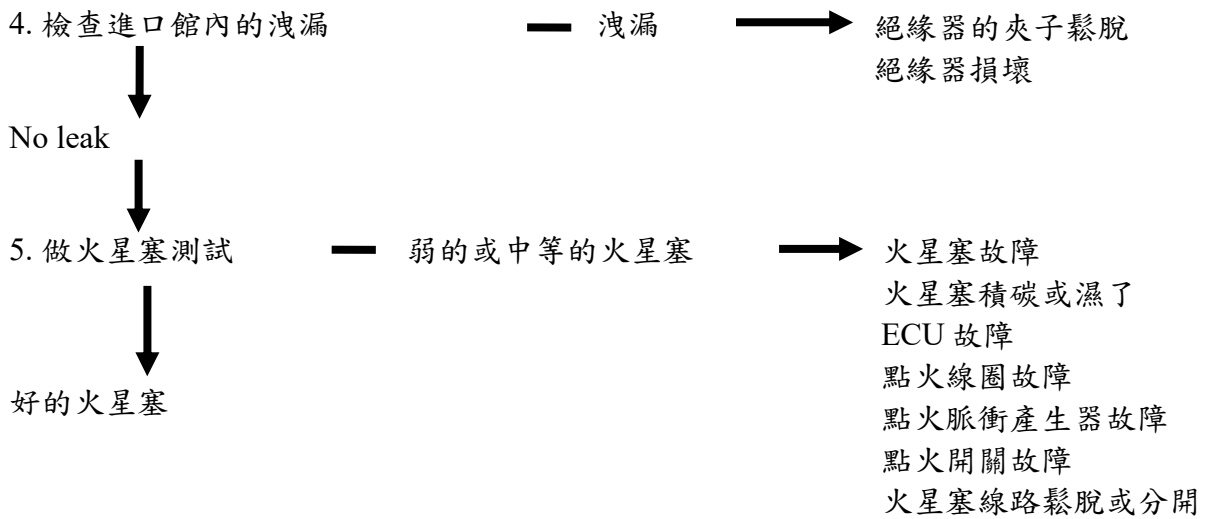 4. 檢查進口館內的洩漏 洩漏 絕緣器的夾子鬆脫
絕緣器損壞
No leak
5. 做火星塞測試 弱的或中等的火星塞 火星塞故障
火星塞積碳或濕了
ECU 故障
點火線圈故障
好的火星塞
點火脈衝產生器故障
點火開關故障
火星塞線路鬆脫或分開